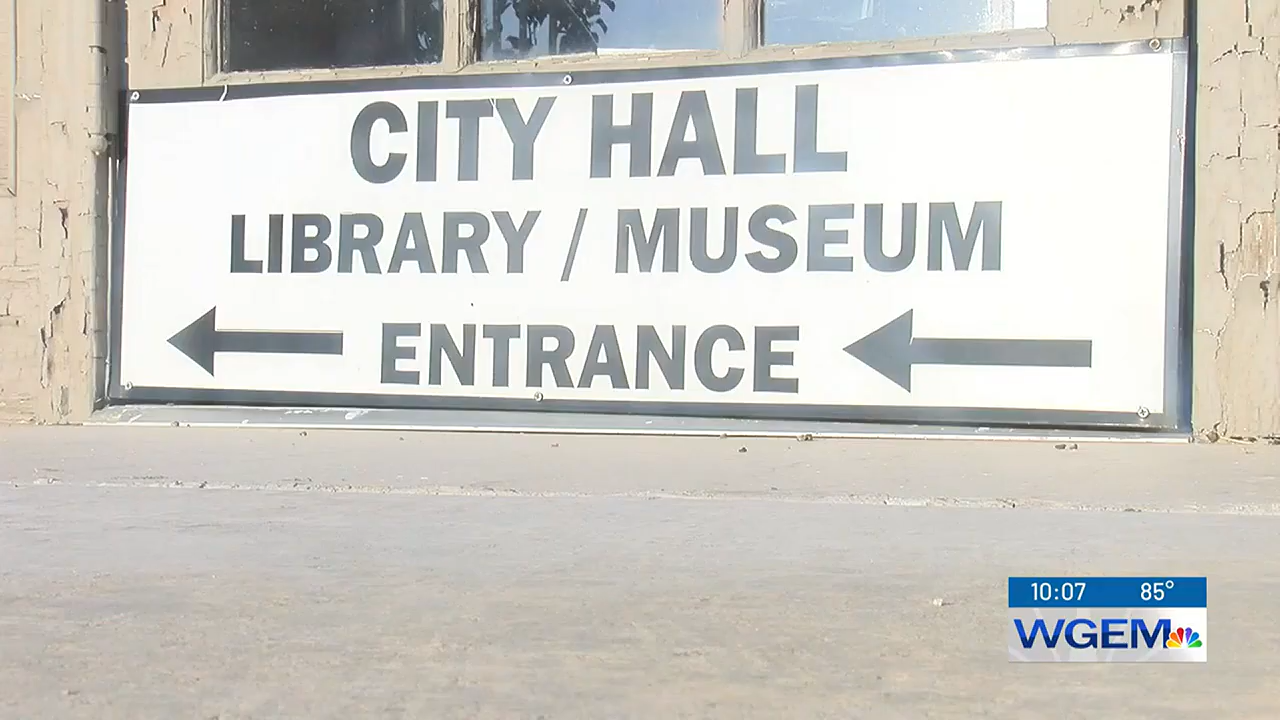 CITY HALL
LIBRARY / MUSEUM
ENTRANCE
10:07 85°
WGEM